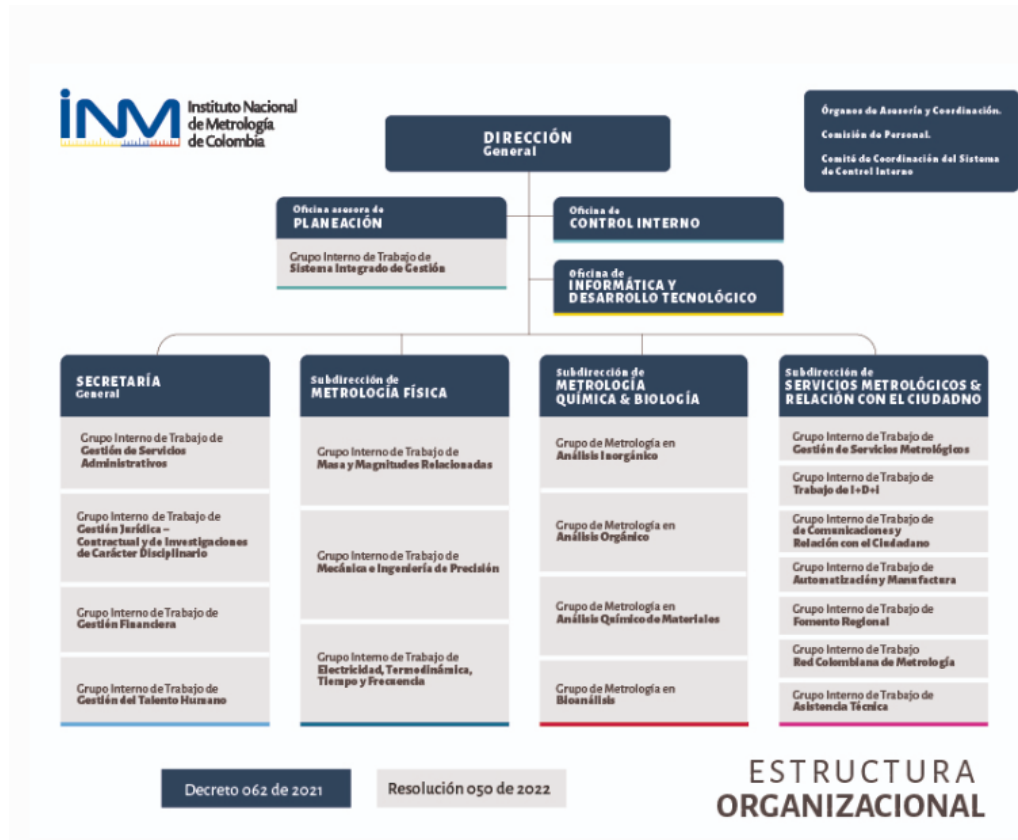 INM
Instituto Nacional
de Metrología
de Colombia
DIRECCIÓN
General
Órganos de Asesoría y Coordinación.
Comisión de Personal.
Comité de Coordinación del Sistema
de Control Interno
Oficina asesora de
PLANEACIÓN
Grupo Interno de Trabajo de
Sistema Integrado de Gestión
Oficina de
CONTROL INTERNO
Oficina de
INFORMÁTICA Y
DESARROLLO TECNOLÓGICO
SECRETARÍA
General
Grupo Interno de Trabajo de
Gestión de Servicios
Administrativos
Grupo Interno de Trabajo de
Gestión Jurídica –
Contractual y de Investigaciones
de Carácter Disciplinario
Grupo Interno de Trabajo de
Gestión Financiera
Grupo Interno de Trabajo de
Gestión del Talento Humano
Subdirección de
METROLOGÍA FÍSICA
Grupo Interno de Trabajo de
Masa y Magnitudes Relacionadas
Grupo Interno de Trabajo de
Mecánica e Ingeniería de Precisión
Grupo Interno de Trabajo de
Electricidad, Termodinámica,
Tiempo y Frecuencia
Subdirección de
METROLOGÍA
QUÍMICA & BIOLOGÍA
Grupo de Metrología en
Análisis Inorgánico
Grupo de Metrología en
Análisis Orgánico
Grupo de Metrología en
Análisis Químico de Materiales
Grupo de Metrología en
Bioanálisis
Subdirección de
SERVICIOS METROLÓGICOS &
RELACIÓN CON EL CIUDADNO
Grupo Interno de Trabajo de
Gestión de Servicios Metrológicos
Grupo Interno de Trabajo de
Trabajo de I+D+i
Grupo Interno de Trabajo de
de Comunicaciones y
Relación con el Ciudadano
Grupo Interno de Trabajo de
Automatización y Manufactura
Grupo Interno de Trabajo de
Fomento Regional
Grupo Interno de Trabajo
Red Colombiana de Metrología
Grupo Interno de Trabajo de
Asistencia Técnica
Decreto 062 de 2021
Resolución 050 de 2022
ESTRUCTURA
ORGANIZACIONAL